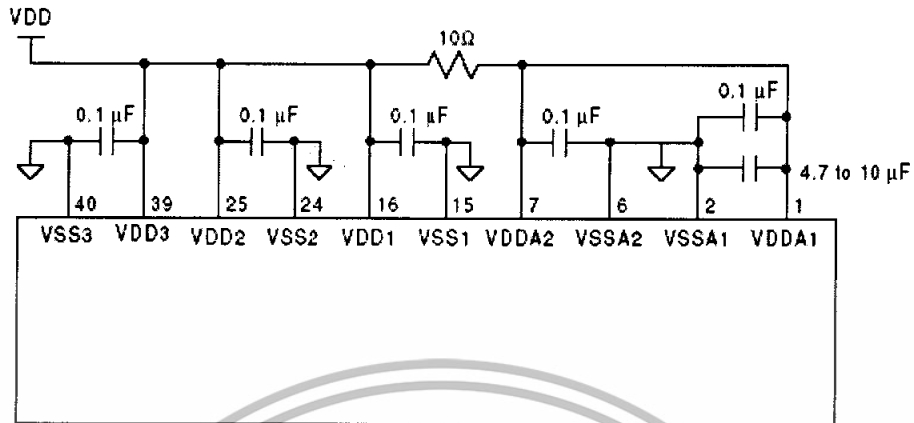 VDD
10Ω
0.1 µF
0.1 µF
0.1 µF
0.1 µF
0.1 µF
4.7 to 10 µF
40 39 25 24 16 15 7 6 2 1
VSS3 VDD3 VDD2 VSS2 VDD1 VSS1 VDDA2 VSSA2 VSSA1 VDDA1